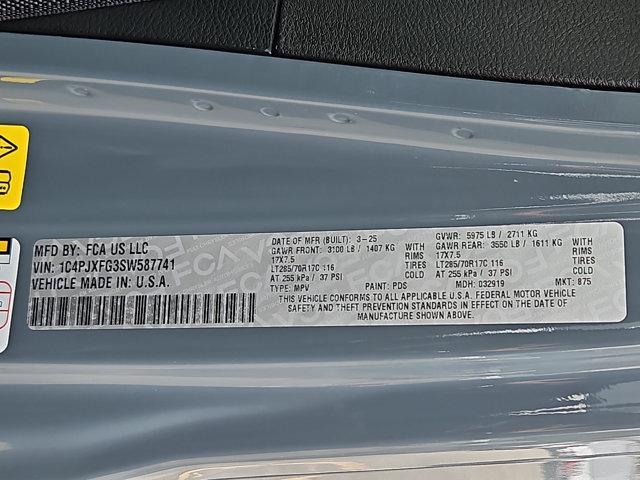 MFD BY: FCA US LLC
VIN: 1C4PJXFG3SW587741
VEHICLE MADE IN U.S.A.
DATE OF MFR (BUILT): 3-25
GVWR: 5975 LB / 2711 KG
GAWR FRONT: 3100 LB / 1407 KG WITH
GAWR REAR: 3550 LB / 1611 KG WITH
17X7.5 RIMS
17X7.5 RIMS
LT285/70R17C 116 TIRES
LT285/70R17C 116 TIRES
AT 255 kPa / 37 PSI
AT 255 kPa / 37 PSI
TYPE: MPV PAINT: PDS MDH: 032919 MKT: 875
THIS VEHICLE CONFORMS TO ALL APPLICABLE U.S.A. FEDERAL MOTOR VEHICLE
SAFETY AND THEFT PREVENTION STANDARDS IN EFFECT ON THE DATE OF
MANUFACTURE SHOWN ABOVE.